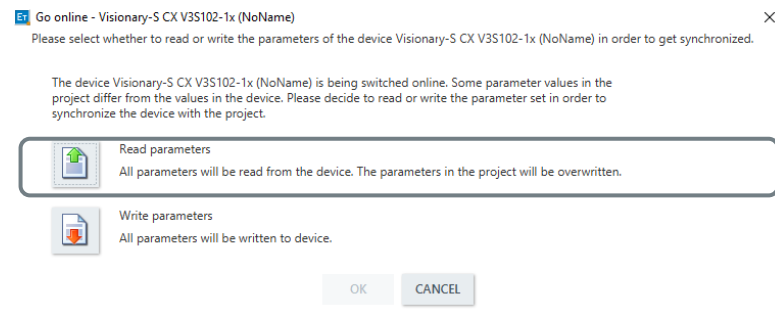 ET Go online - Visionary-S CX V3S102-1x (NoName)
Please select whether to read or write the parameters of the device Visionary-S CX V3S102-1x (NoName) in order to get synchronized.
The device Visionary-S CX V3S102-1x (NoName) is being switched online. Some parameter values in the
project differ from the values in the device. Please decide to read or write the parameter set in order to
synchronize the device with the project.
Read parameters
All parameters will be read from the device. The parameters in the project will be overwritten.
Write parameters
All parameters will be written to device.
OK CANCEL